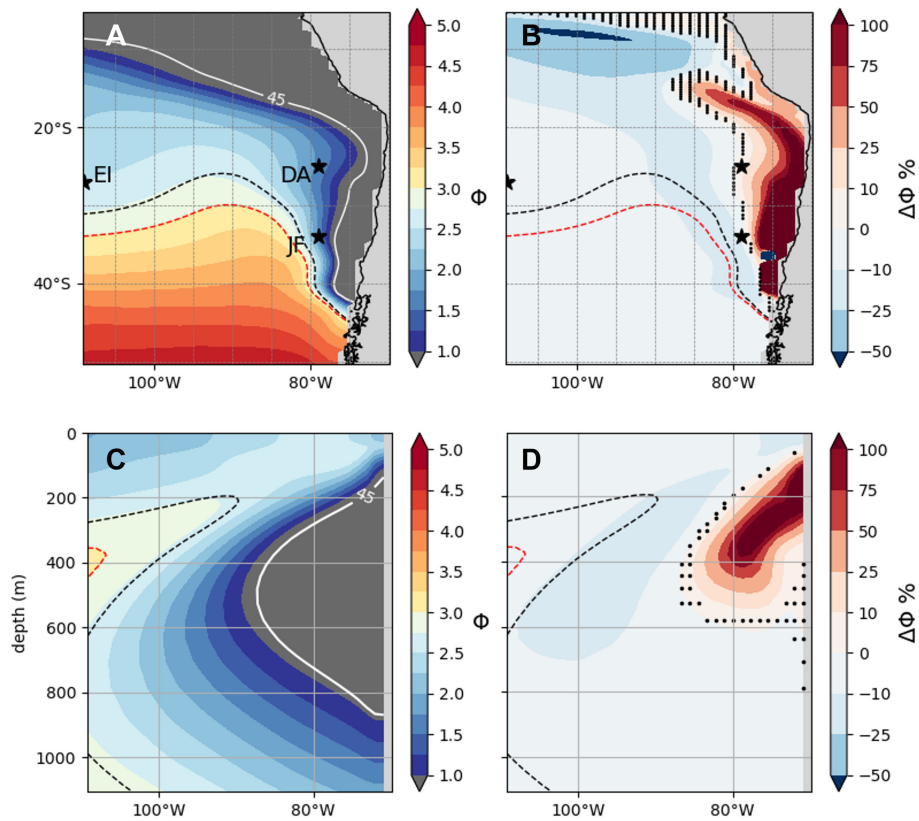 A
45
EI
DA
JF
20°S
40°S
100°W
80°W
5.0
4.5
4.0
3.5
3.0
2.5
2.0
1.5
1.0
Φ
B
100°W
80°W
100
75
50
25
10
0
−10
−25
−50
ΔΦ %
C
45
0
200
400
600
800
1000
depth (m)
100°W
80°W
5.0
4.5
4.0
3.5
3.0
2.5
2.0
1.5
1.0
Φ
D
100°W
80°W
100
75
50
25
10
0
−10
−25
−50
ΔΦ %